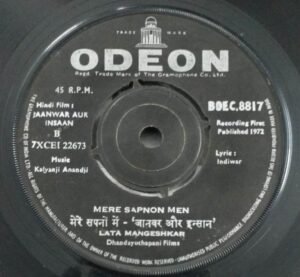 TRADE MARK
ODEON
Regd. Trade Mark of The Gramophone Co. Ltd.
45 R.P.M.
BOEC.8817
Hindi Film :
JAANWAR AUR
INSAAN
B
7XCEI 22673
Music
Kalyanji Anandji
Recording First
Published 1972
Lyric :
Indiwar
MERE SAPNON MEN
मेरे सपनों में - 'जानवर और इन्सान'
LATA MANGESHKAR
Dhandayuthapani Films